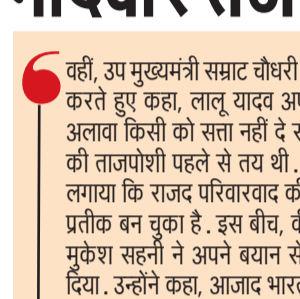 वहीं, उप मुख्यमंत्री सम्राट चौधरी
करते हुए कहा, लालू यादव अप
अलावा किसी को सत्ता नहीं दे स
की ताजपोशी पहले से तय थी.
लगाया कि राजद परिवारवाद क
प्रतीक बन चुका है. इस बीच, व
मुकेश सहनी ने अपने बयान से
दिया. उन्होंने कहा, आजाद भारत